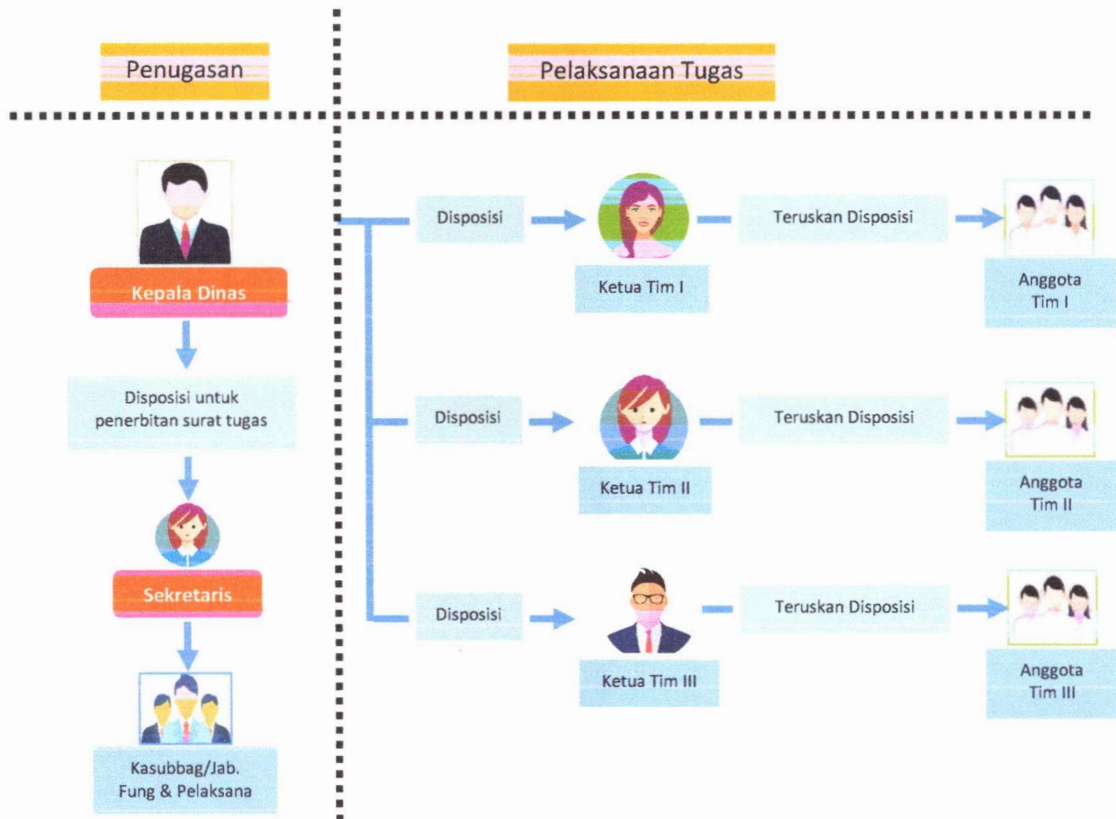 Penugasan
Pelaksanaan Tugas
Kepala Dinas
Disposisi untuk
penerbitan surat tugas
Sekretaris
Kasubbag/Jab.
Fung & Pelaksana
Disposisi
Ketua Tim I
Teruskan Disposisi
Anggota
Tim I
Disposisi
Ketua Tim II
Teruskan Disposisi
Anggota
Tim II
Disposisi
Ketua Tim III
Teruskan Disposisi
Anggota
Tim III